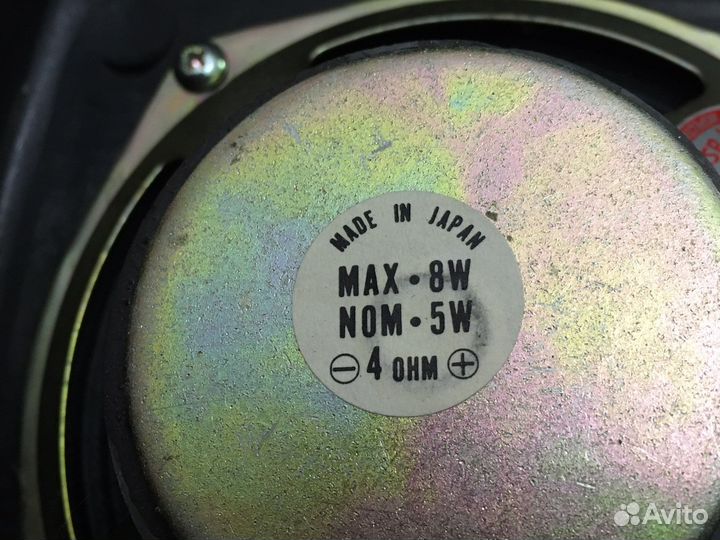 MADE IN JAPAN
MAX • 8W
NOM • 5W
⊖ 4 OHM ⊕
Avito